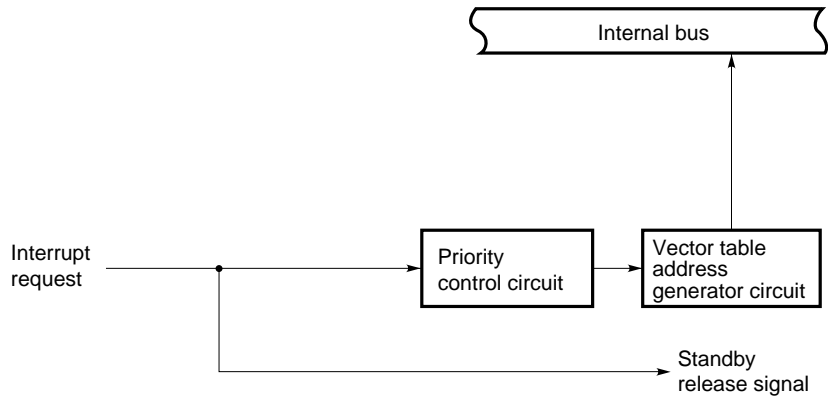 Internal bus
Interrupt
request
Priority
control circuit
Vector table
address
generator circuit
Standby
release signal